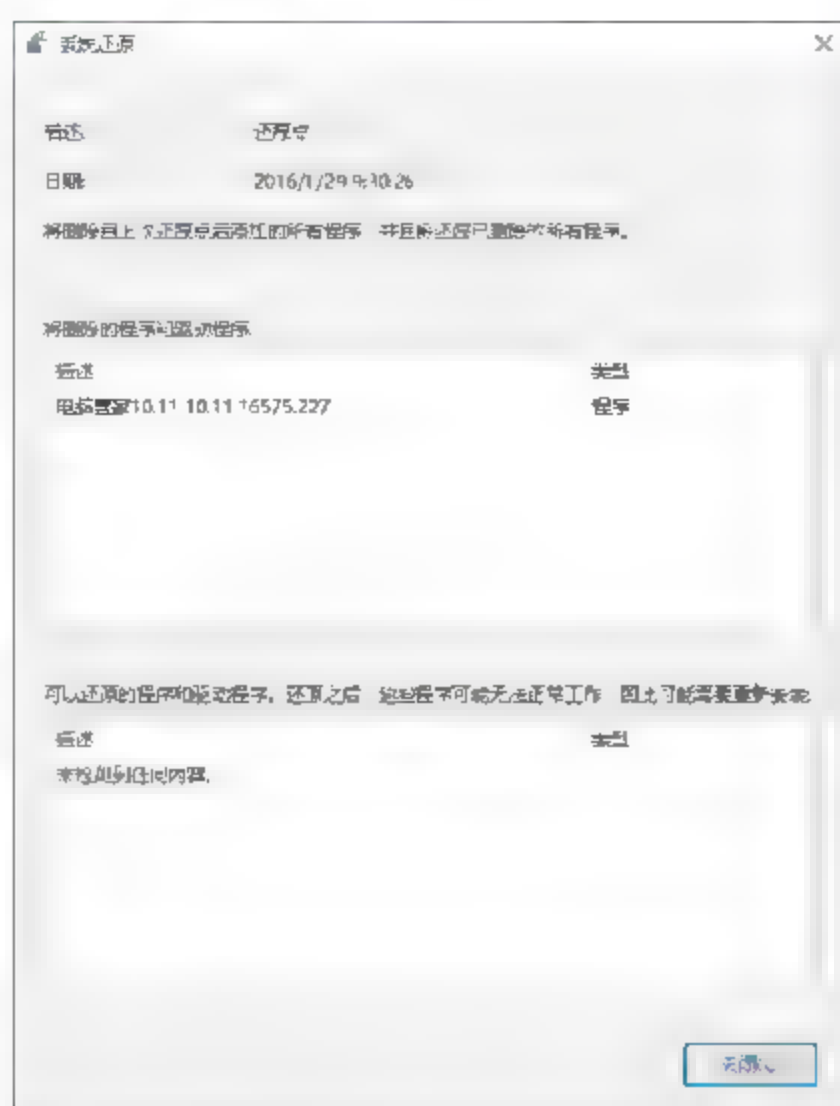 系统还原
描述: 还原点
日期: 2016/1/29 9:30:26
将删除自上次还原点后添加的所有程序，并且将还原已删除的所有程序。
将删除的程序和驱动程序:
描述 类型
电脑管家10.11 10.11.16575.227 程序
可以还原的程序和驱动程序。还原之后，这些程序可能无法正常工作，因此可能需要重新安装:
描述 类型
未检测到任何内容。
关闭(C)